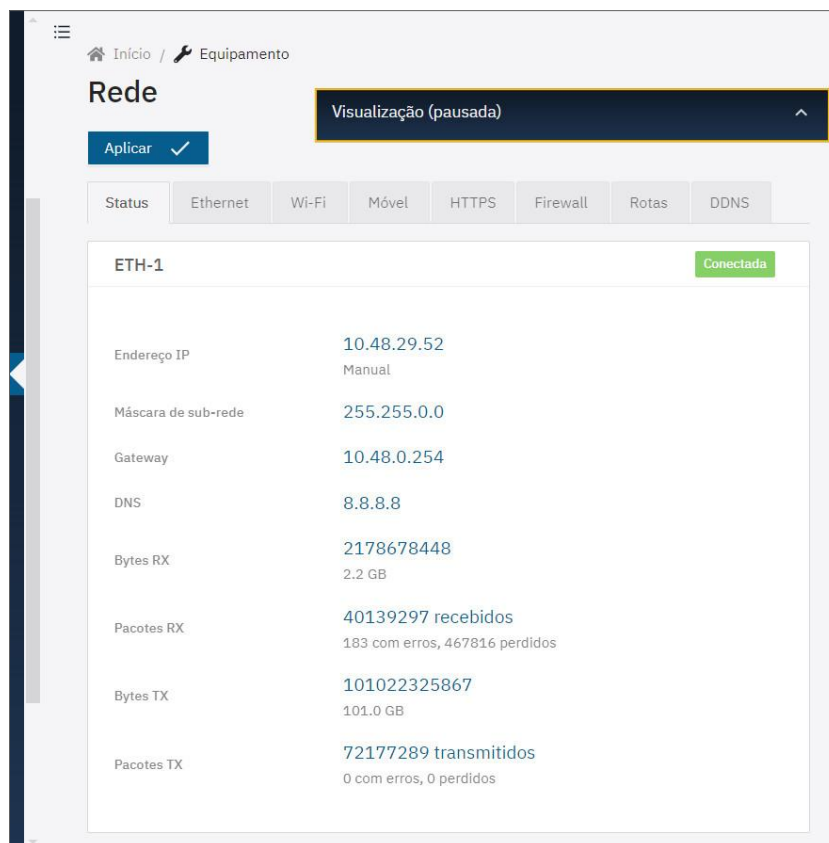 Início / Equipamento
Rede
Visualização (pausada)
Aplicar
Status Ethernet Wi-Fi Móvel HTTPS Firewall Rotas DDNS
ETH-1 Conectada
Endereço IP 10.48.29.52
Manual
Máscara de sub-rede 255.255.0.0
Gateway 10.48.0.254
DNS 8.8.8.8
Bytes RX 2178678448
2.2 GB
Pacotes RX 40139297 recebidos
183 com erros, 467816 perdidos
Bytes TX 101022325867
101.0 GB
Pacotes TX 72177289 transmitidos
0 com erros, 0 perdidos